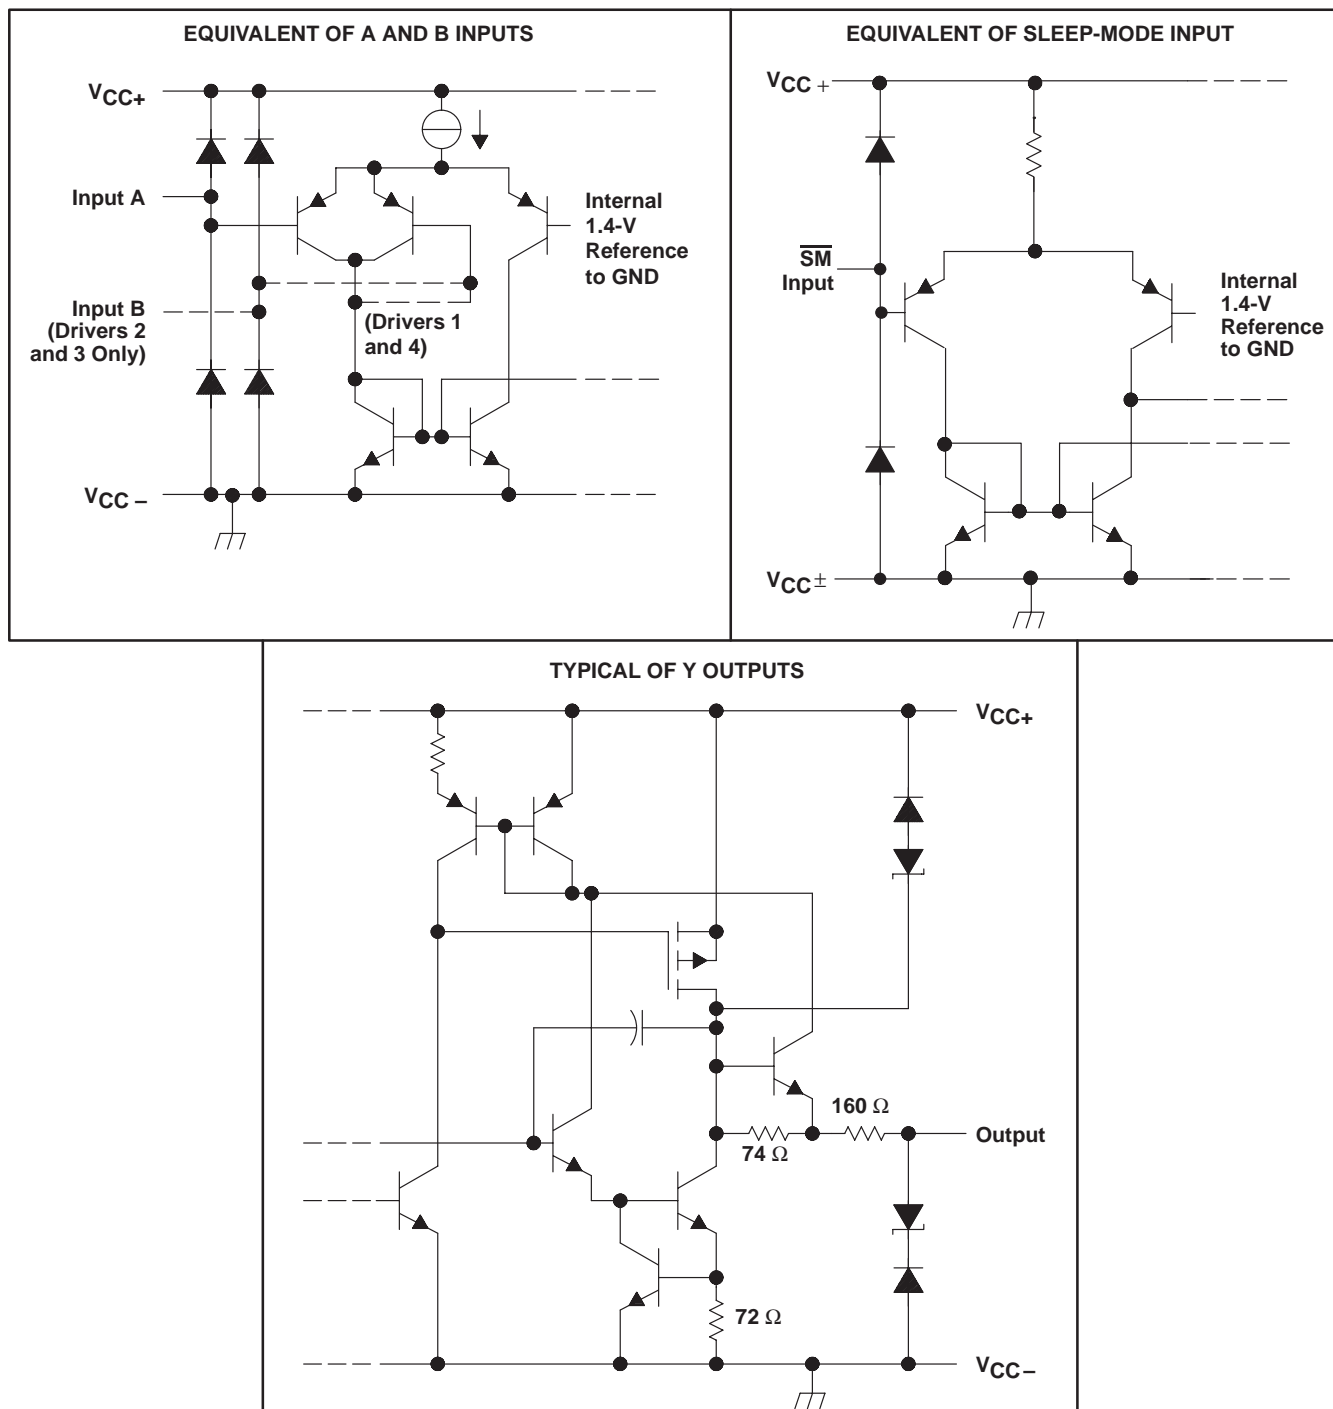 EQUIVALENT OF A AND B INPUTS
VCC+
Input A
Input B
(Drivers 2
and 3 Only)
Internal
1.4-V
Reference
to GND
(Drivers 1
and 4)
VCC –
EQUIVALENT OF SLEEP-MODE INPUT
VCC +
SM
Input
Internal
1.4-V
Reference
to GND
VCC ±
TYPICAL OF Y OUTPUTS
VCC+
160 Ω
Output
74 Ω
72 Ω
VCC –